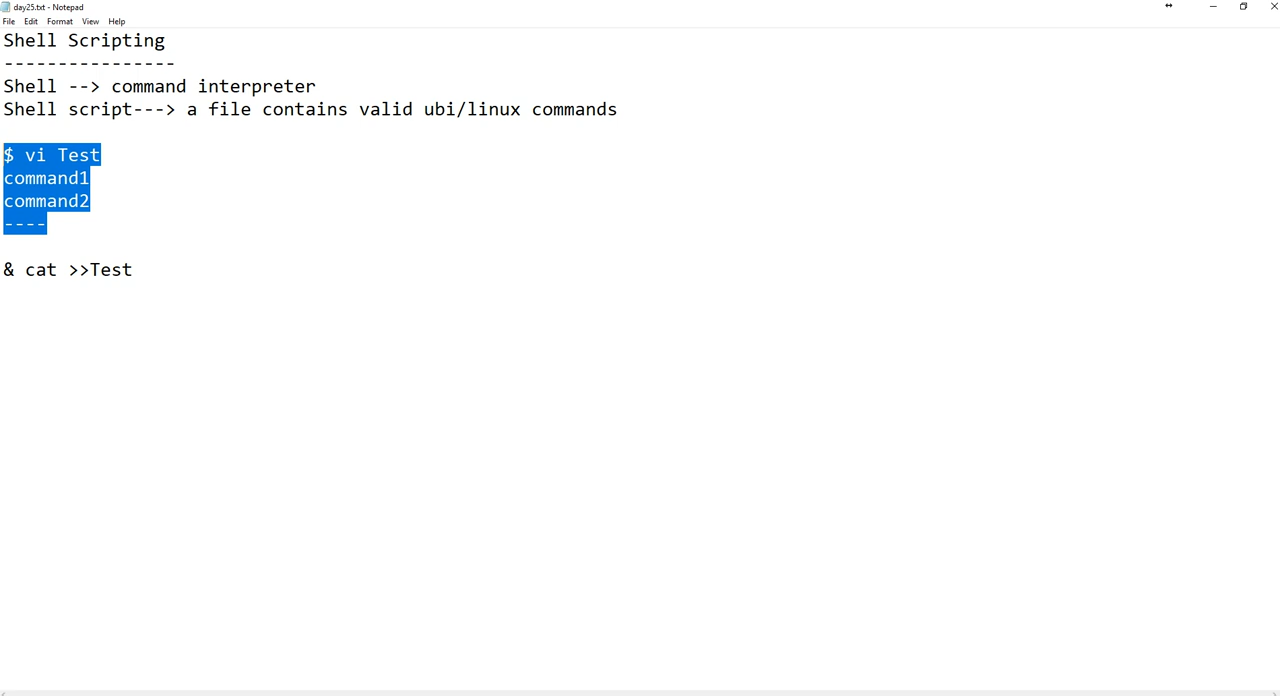 day25.txt - Notepad
File Edit Format View Help
Shell Scripting
----------------
Shell --> command interpreter
Shell script---> a file contains valid ubi/linux commands
$ vi Test
command1
command2
----
& cat >>Test